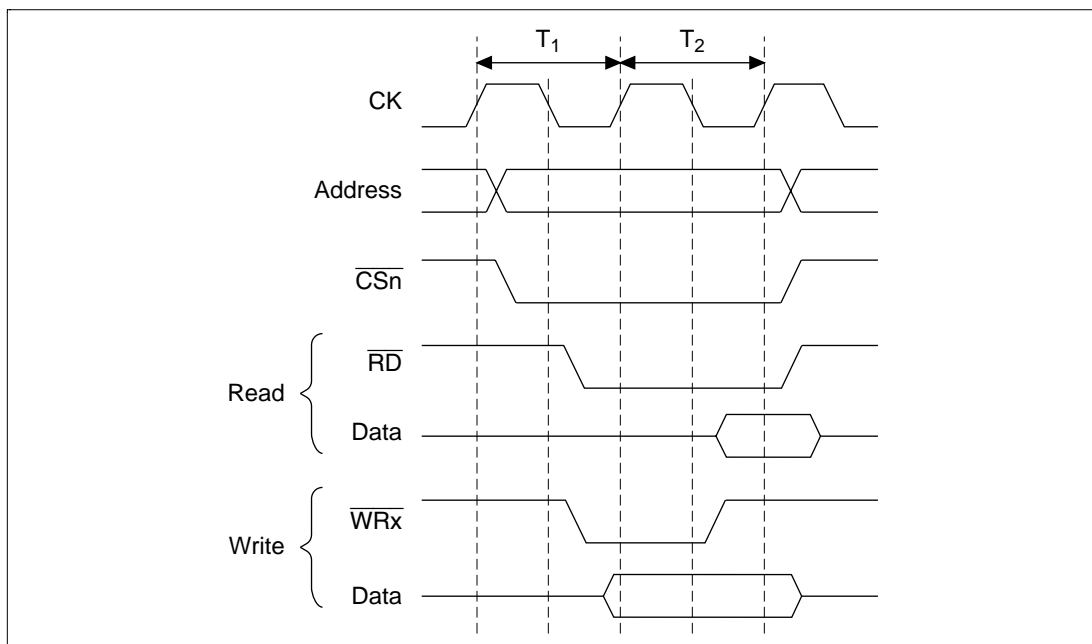 T1 T2
CK
Address
CSn
RD
Read
Data
WRx
Write
Data